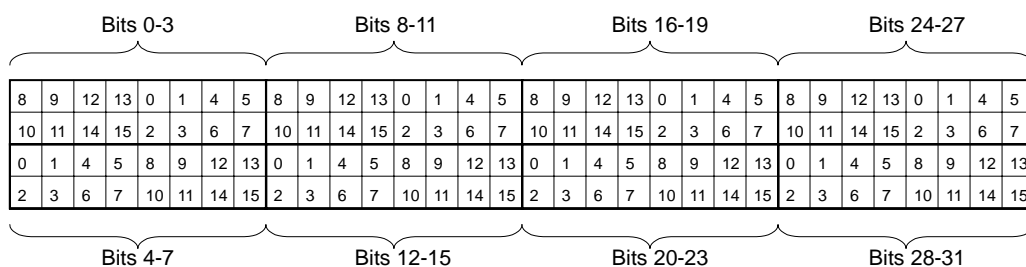 Bits 0-3 Bits 8-11 Bits 16-19 Bits 24-27
8 9 12 13 0 1 4 5 8 9 12 13 0 1 4 5 8 9 12 13 0 1 4 5 8 9 12 13 0 1 4 5
10 11 14 15 2 3 6 7 10 11 14 15 2 3 6 7 10 11 14 15 2 3 6 7 10 11 14 15 2 3 6 7
0 1 4 5 8 9 12 13 0 1 4 5 8 9 12 13 0 1 4 5 8 9 12 13 0 1 4 5 8 9 12 13
2 3 6 7 10 11 14 15 2 3 6 7 10 11 14 15 2 3 6 7 10 11 14 15 2 3 6 7 10 11 14 15
Bits 4-7 Bits 12-15 Bits 20-23 Bits 28-31